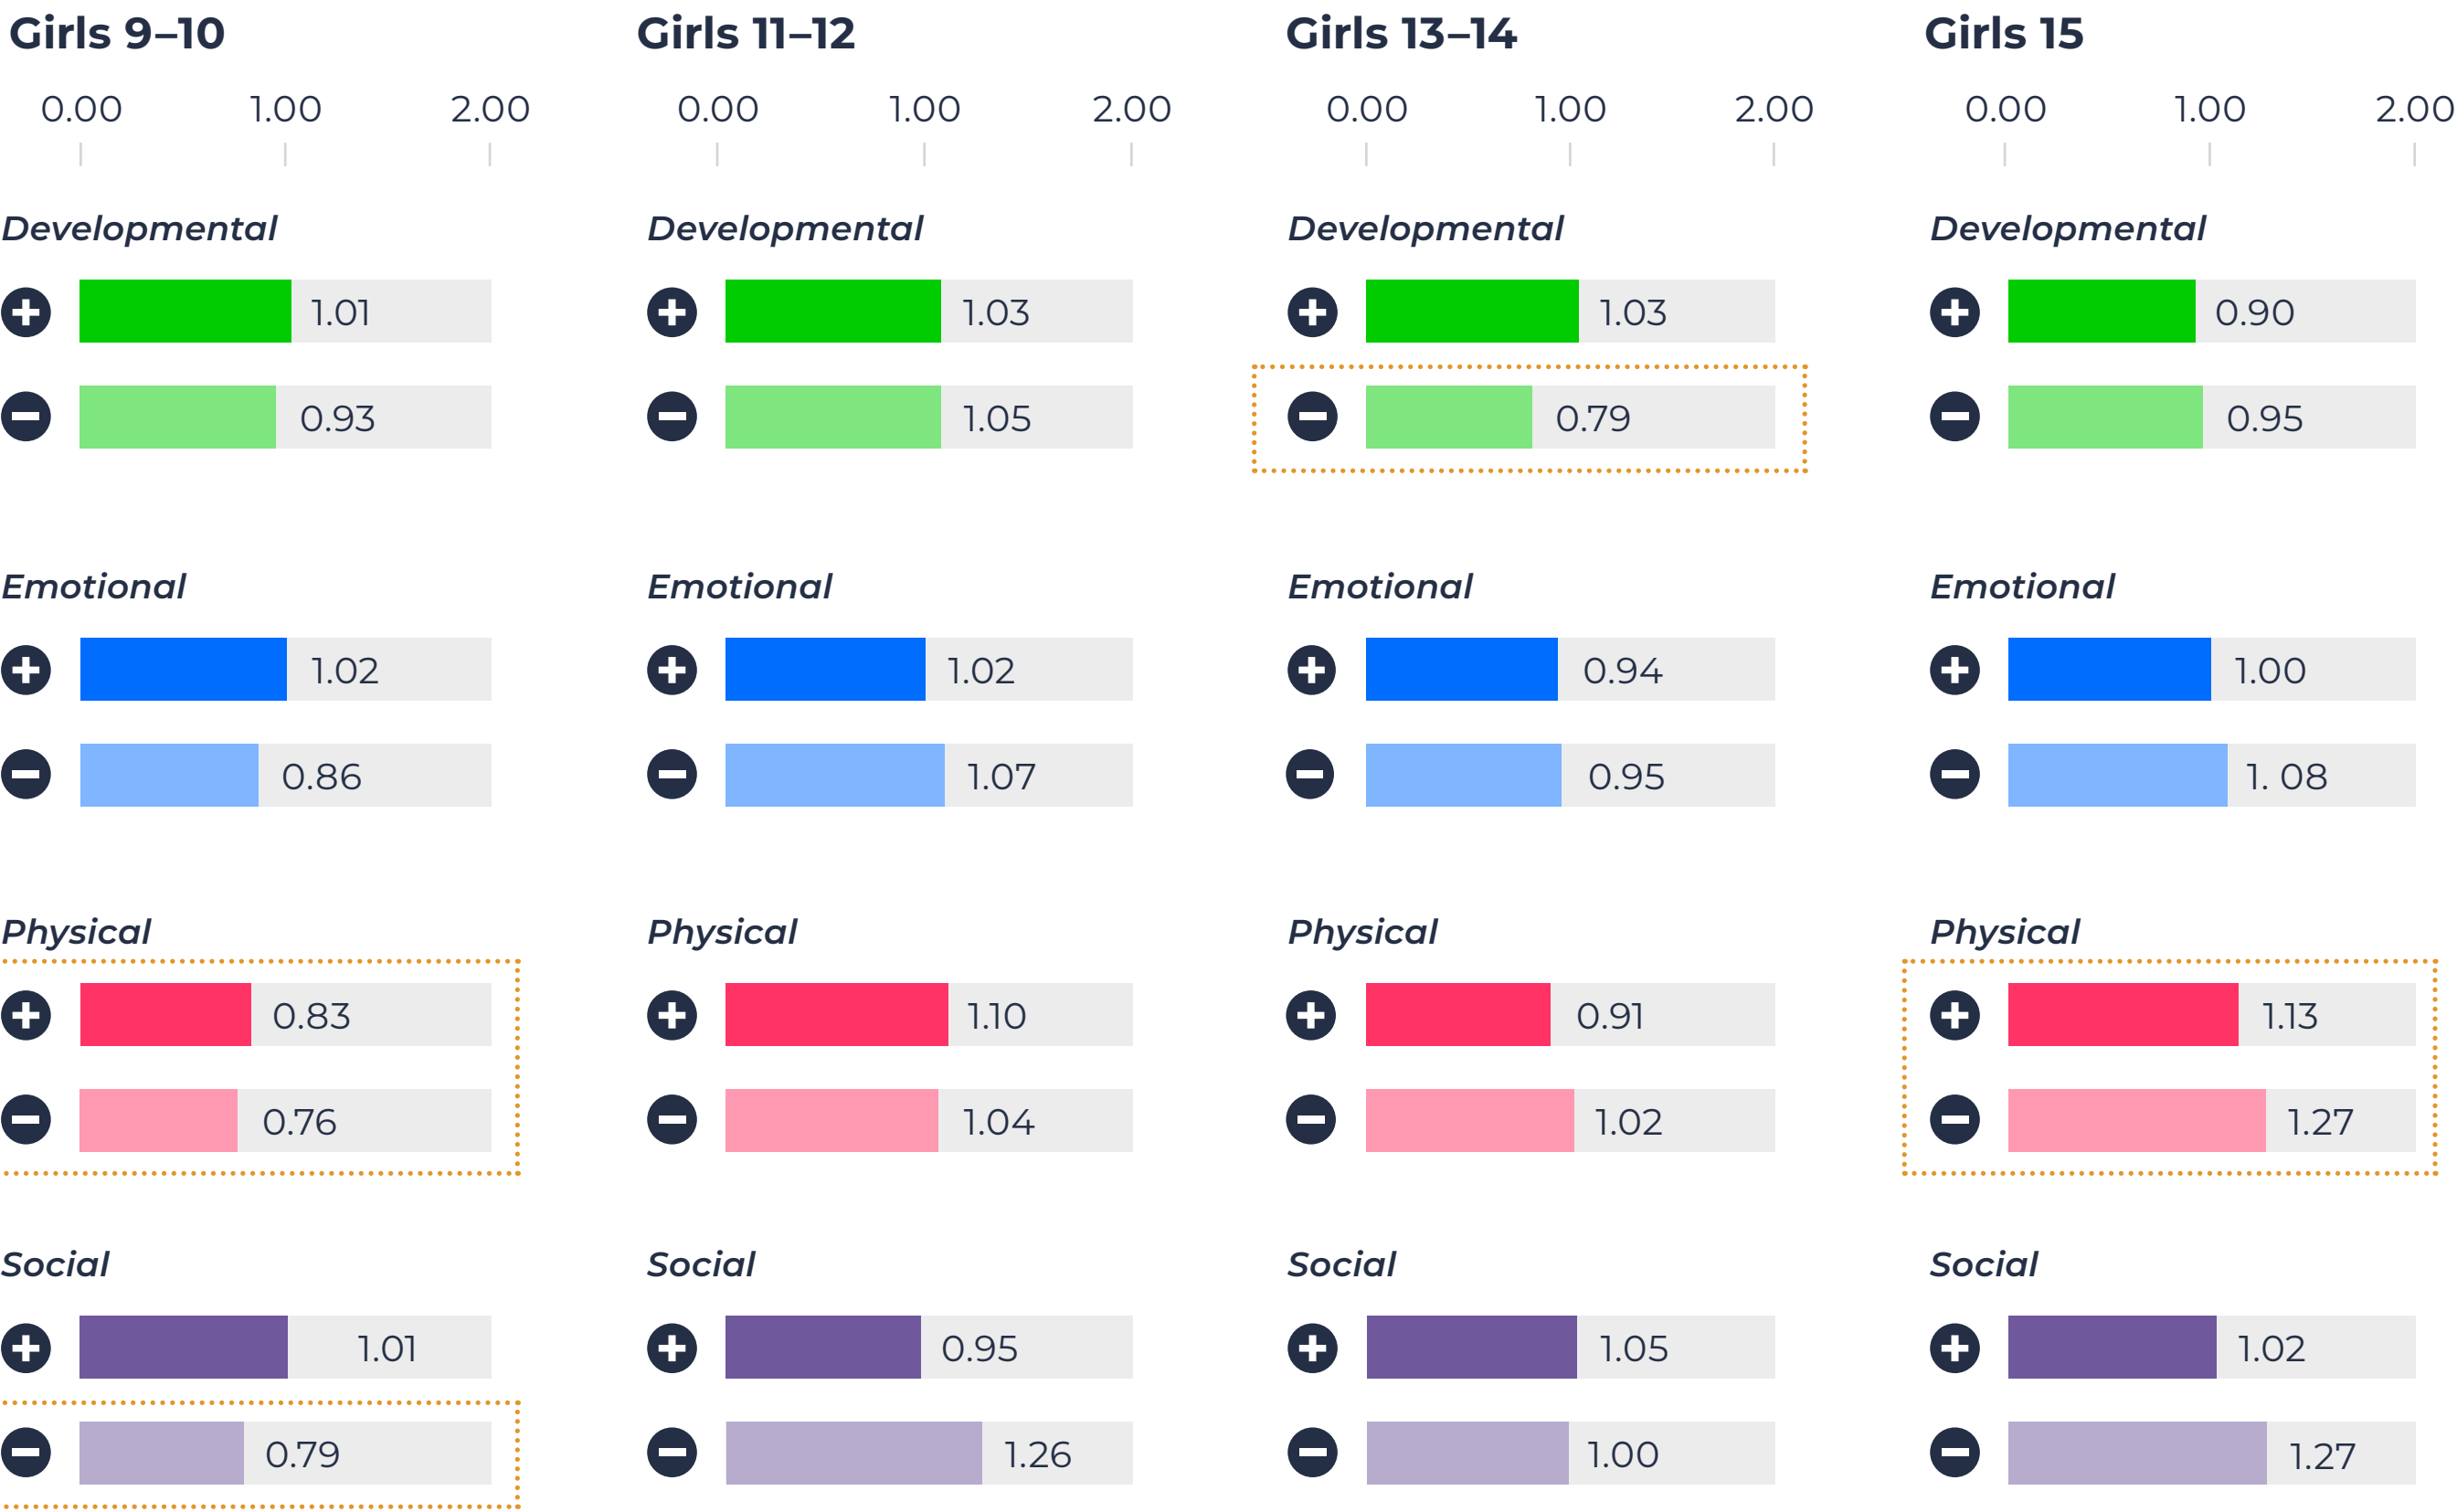 Girls 9–10 Girls 11–12 Girls 13–14 Girls 15
0.00 1.00 2.00 0.00 1.00 2.00 0.00 1.00 2.00 0.00 1.00 2.00
Developmental Developmental Developmental Developmental
1.01 1.03 1.03 0.90
0.93 1.05 0.79 0.95
Emotional Emotional Emotional Emotional
1.02 1.02 0.94 1.00
0.86 1.07 0.95 1. 08
Physical Physical Physical Physical
0.83 1.10 0.91 1.13
0.76 1.04 1.02 1.27
Social Social Social Social
1.01 0.95 1.05 1.02
0.79 1.26 1.00 1.27